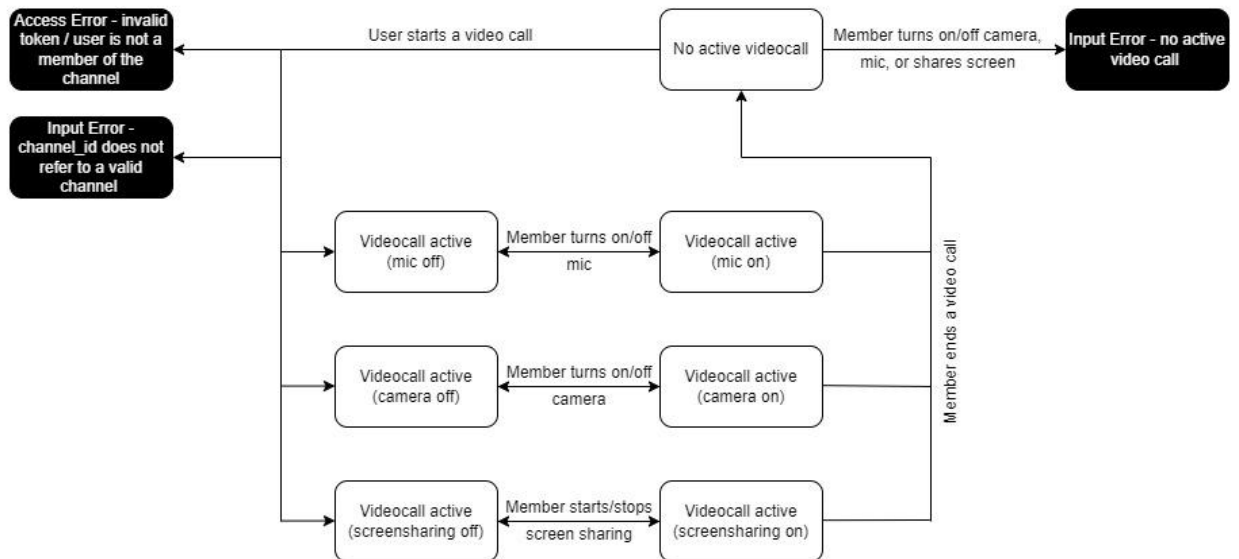 Access Error - invalid
token / user is not a
member of the
channel
User starts a video call
No active videocall
Member turns on/off camera,
mic, or shares screen
Input Error - no active
video call
Input Error -
channel_id does not
refer to a valid
channel
Videocall active
(mic off)
Member turns on/off
mic
Videocall active
(mic on)
Member ends a video call
Videocall active
(camera off)
Member turns on/off
camera
Videocall active
(camera on)
Videocall active
(screensharing off)
Member starts/stops
screen sharing
Videocall active
(screensharing on)